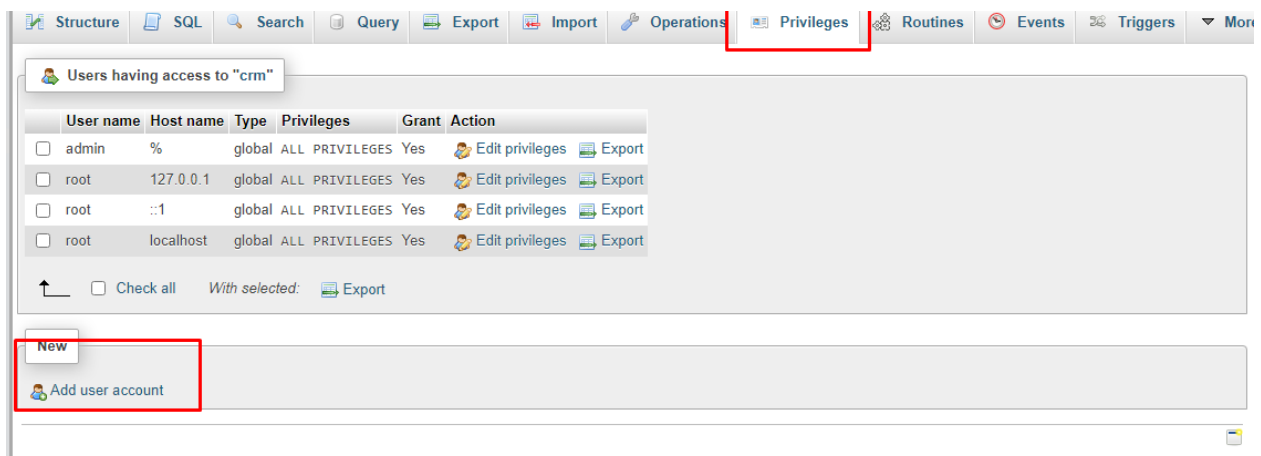 Structure SQL Search Query Export Import Operations Privileges Routines Events Triggers More
Users having access to "crm"
User name Host name Type Privileges Grant Action
admin % global ALL PRIVILEGES Yes Edit privileges Export
root 127.0.0.1 global ALL PRIVILEGES Yes Edit privileges Export
root ::1 global ALL PRIVILEGES Yes Edit privileges Export
root localhost global ALL PRIVILEGES Yes Edit privileges Export
Check all With selected: Export
New
Add user account